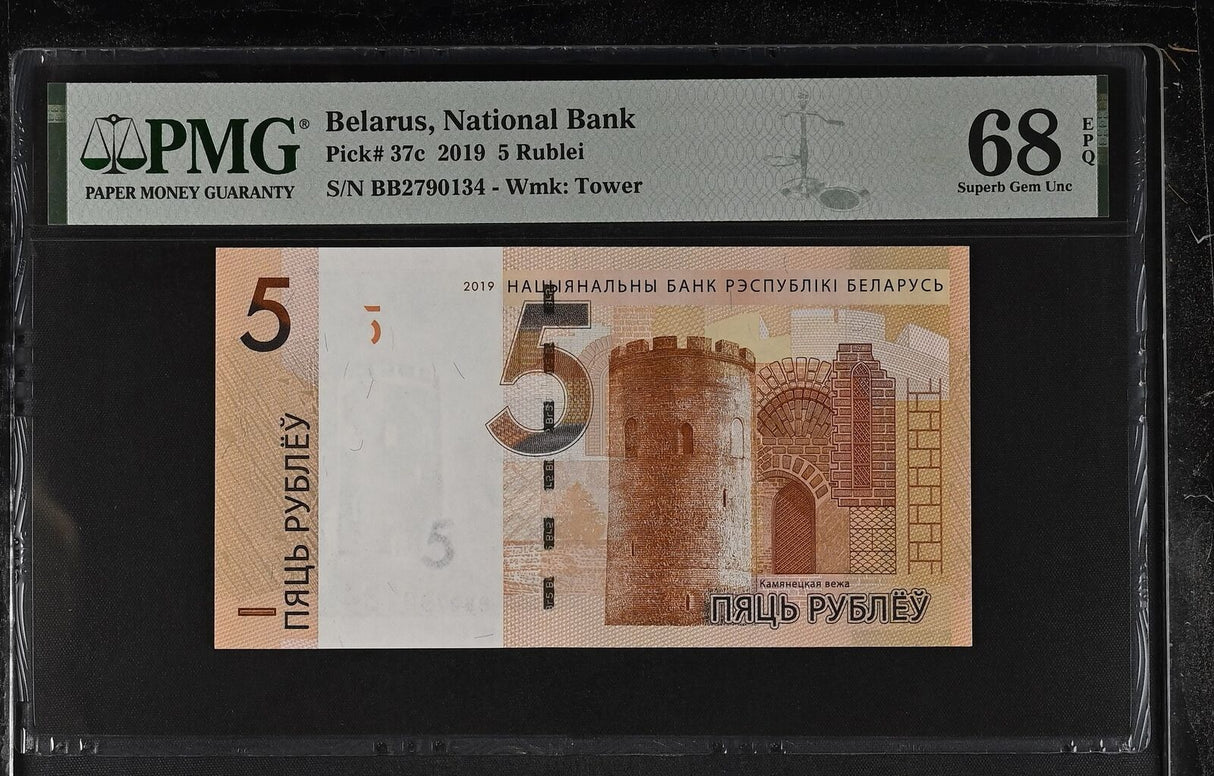 PMG®
PAPER MONEY GUARANTY
Belarus, National Bank
Pick# 37c 2019 5 Rublei
S/N BB2790134 - Wmk: Tower
68
EPQ
Superb Gem Unc
5
2019 НАЦЫЯНАЛЬНЫ БАНК РЭСПУБЛІКІ БЕЛАРУСЬ
5
ПЯЦЬ РУБЛЁЎ
5
Камянецкая вежа
ПЯЦЬ РУБЛЁЎ